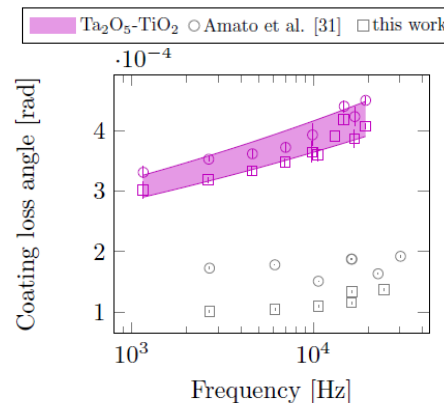 Ta₂O₅-TiO₂ Amato et al. [31] this work
·10⁻⁴
4
3
2
1
Coating loss angle [rad]
10³ 10⁴
Frequency [Hz]